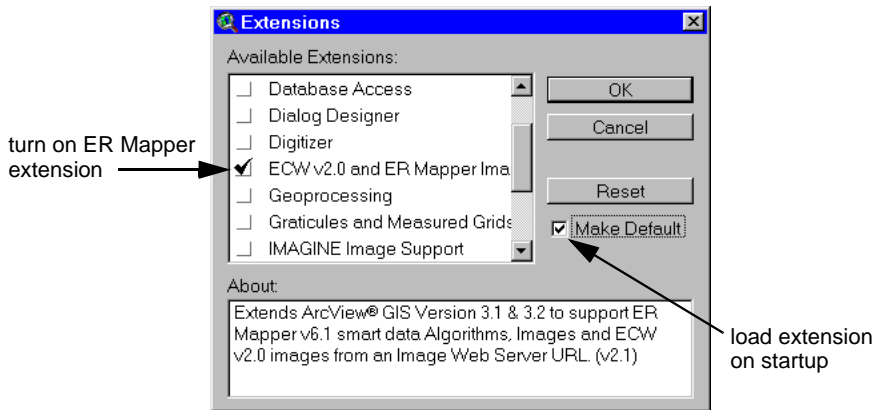 Extensions
Available Extensions:
Database Access
Dialog Designer
Digitizer
ECW v2.0 and ER Mapper Ima
Geoprocessing
Graticules and Measured Grids
IMAGINE Image Support
OK
Cancel
Reset
Make Default
turn on ER Mapper
extension
About:
Extends ArcView® GIS Version 3.1 & 3.2 to support ER
Mapper v6.1 smart data Algorithms, Images and ECW
v2.0 images from an Image Web Server URL. (v2.1)
load extension
on startup